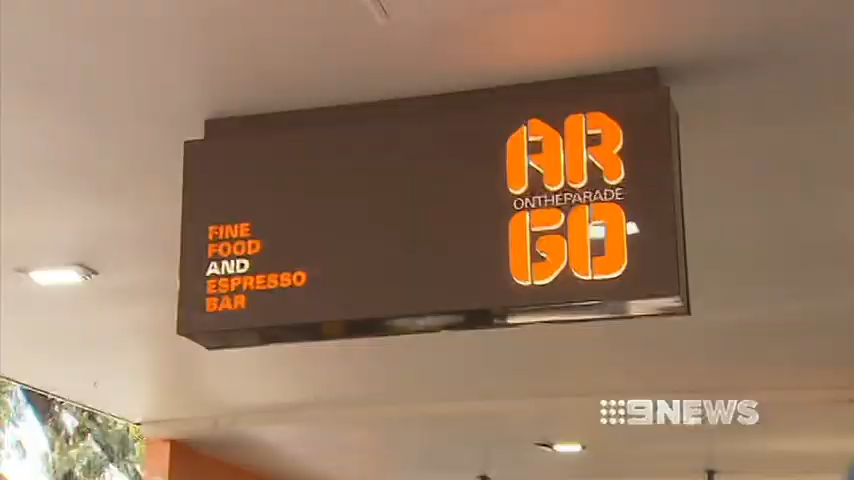 FINE
FOOD
AND
ESPRESSO
BAR
AR
ONTHEPARADE
GO
9NEWS